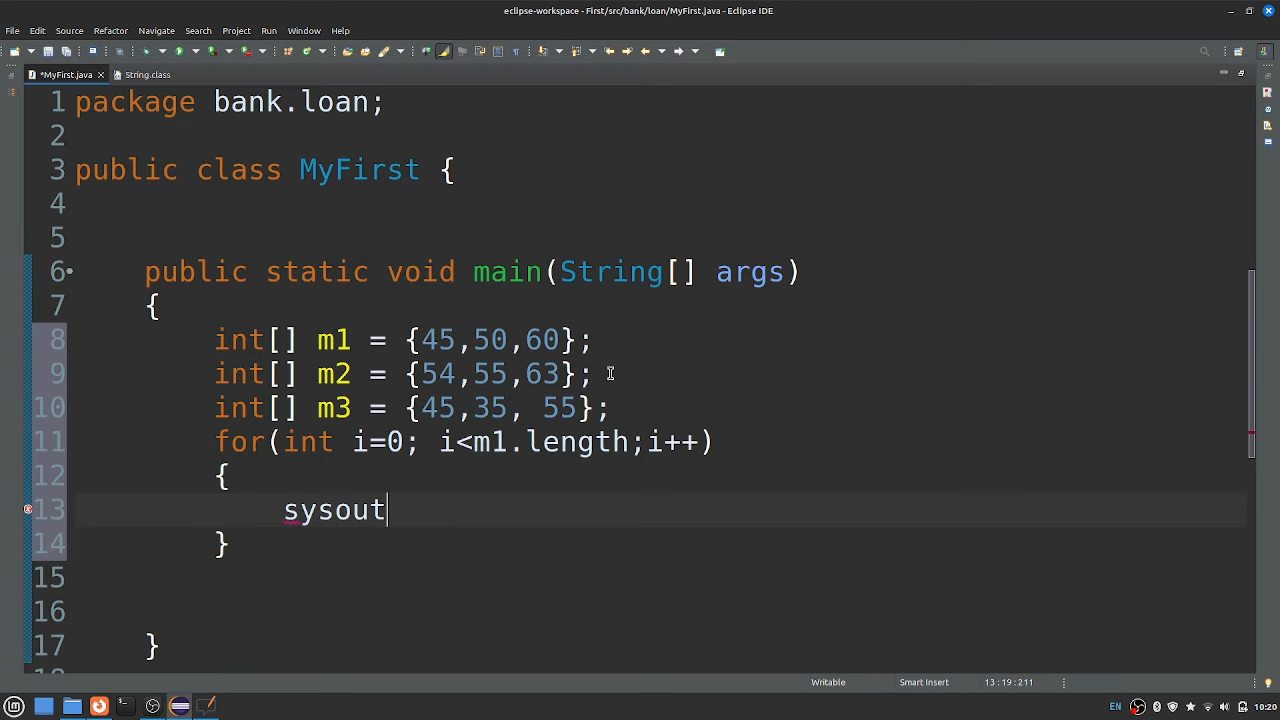 eclipse-workspace - First/src/bank/loan/MyFirst.java - Eclipse IDE
File Edit Source Refactor Navigate Search Project Run Window Help
*MyFirst.java String.class
1 package bank.loan;
2
3 public class MyFirst {
4
5
6 public static void main(String[] args)
7 {
8 int[] m1 = {45,50,60};
9 int[] m2 = {54,55,63};
10 int[] m3 = {45,35, 55};
11 for(int i=0; i<m1.length;i++)
12 {
13 sysout
14 }
15
16
17 }
Writable Smart Insert 13 : 19 : 211
EN 10:20